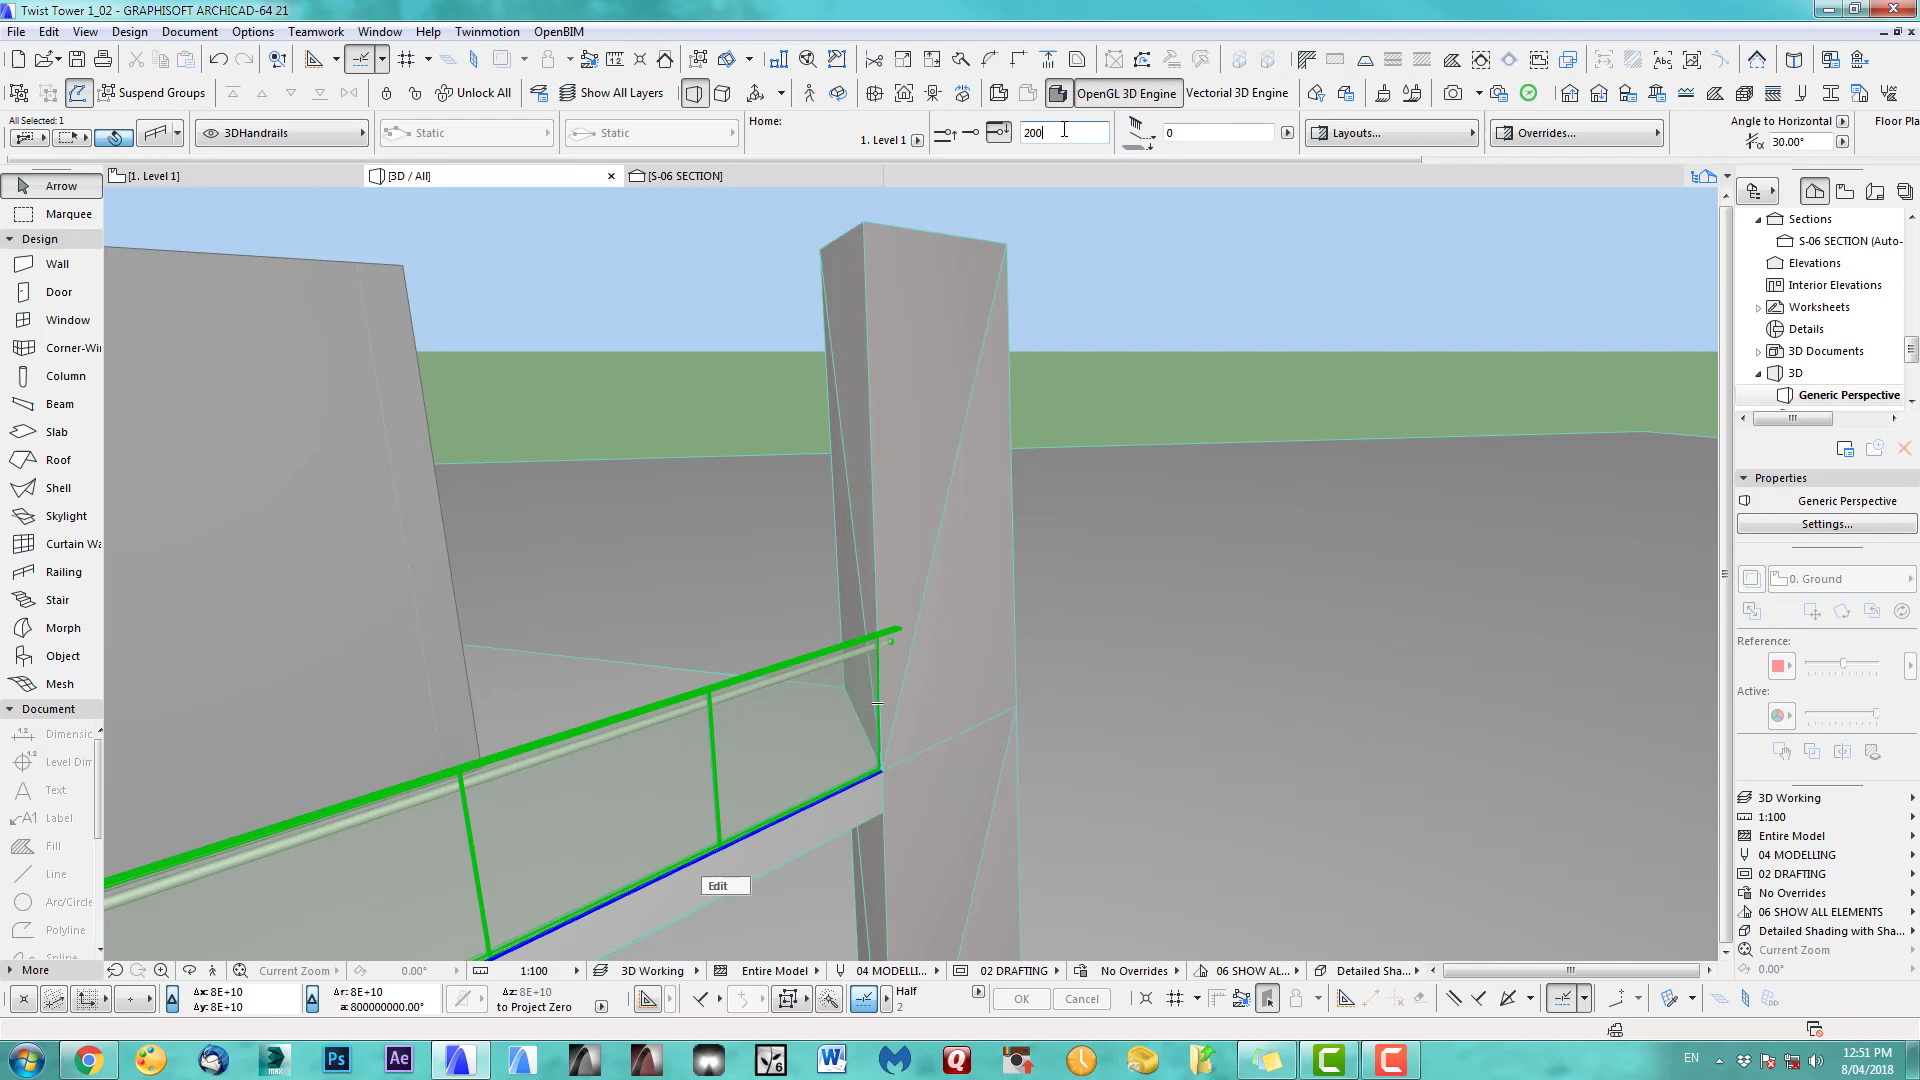 Twist Tower 1_02 - GRAPHISOFT ARCHICAD-64 21
File Edit View Design Document Options Teamwork Window Help Twinmotion OpenBIM
Suspend Groups Unlock All Show All Layers OpenGL 3D Engine Vectorial 3D Engine
All Selected: 1 Home: Angle to Horizontal Floor Pla
3DHandrails Static Static 1. Level 1 200 0 Layouts... Overrides... 30.00°
[1. Level 1] [3D / All] [S-06 SECTION]
Arrow
Marquee
Design
Wall
Door
Window
Corner-Wi
Column
Beam
Slab
Roof
Shell
Skylight
Curtain Wa
Railing
Stair
Morph
Object
Mesh
Document
Dimensic
Level Dim
Text
Label
Fill
Line
Arc/Circle
Polyline
Spline
More
Edit
Sections
S-06 SECTION (Auto-
Elevations
Interior Elevations
Worksheets
Details
3D Documents
3D
Generic Perspective
Properties
Generic Perspective
Settings...
0. Ground
Reference:
Active:
3D Working
1:100
Entire Model
04 MODELLING
02 DRAFTING
No Overrides
06 SHOW ALL ELEMENTS
Detailed Shading with Sha...
Current Zoom
0.00°
Current Zoom 0.00° 1:100 3D Working Entire Model 04 MODELLI... 02 DRAFTING No Overrides 06 SHOW AL... Detailed Sha...
Δx: 8E+10 Δr: 8E+10 Δz: 8E+10 Half OK Cancel
Δy: 8E+10 a: 800000000.00° to Project Zero 2
EN 12:51 PM
8/04/2018